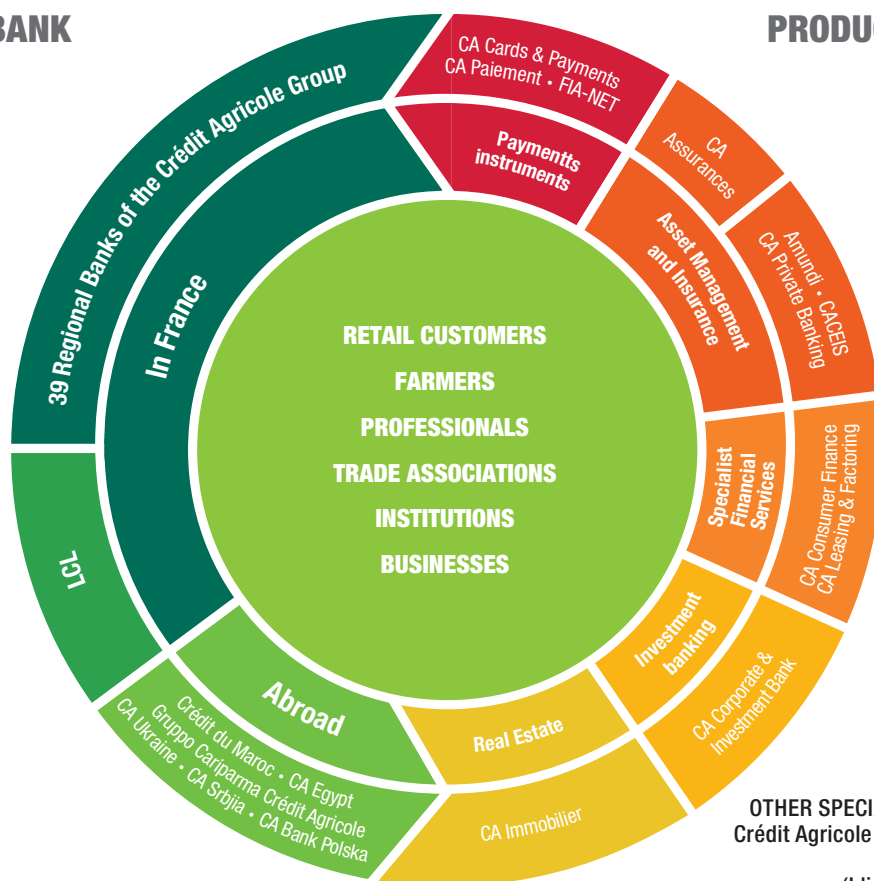 BANK
PRODUC
39 Regional Banks of the Crédit Agricole Group
In France
LCL
Abroad
Crédit du Maroc • CA Egypt
Gruppo Cariparma Crédit Agricole
CA Ukraine • CA Srbjia • CA Bank Polska
CA Cards & Payments
CA Paiement • FIA-NET
Paymentts
instruments
CA
Assurances
Amundi • CACEIS
CA Private Banking
Asset Management
and Insurance
CA Consumer Finance
CA Leasing & Factoring
Specialist
Financial
Services
Investment
banking
CA Corporate &
Investment Bank
Real Estate
CA Immobilier
RETAIL CUSTOMERS
FARMERS
PROFESSIONALS
TRADE ASSOCIATIONS
INSTITUTIONS
BUSINESSES
OTHER SPECI
Crédit Agricole